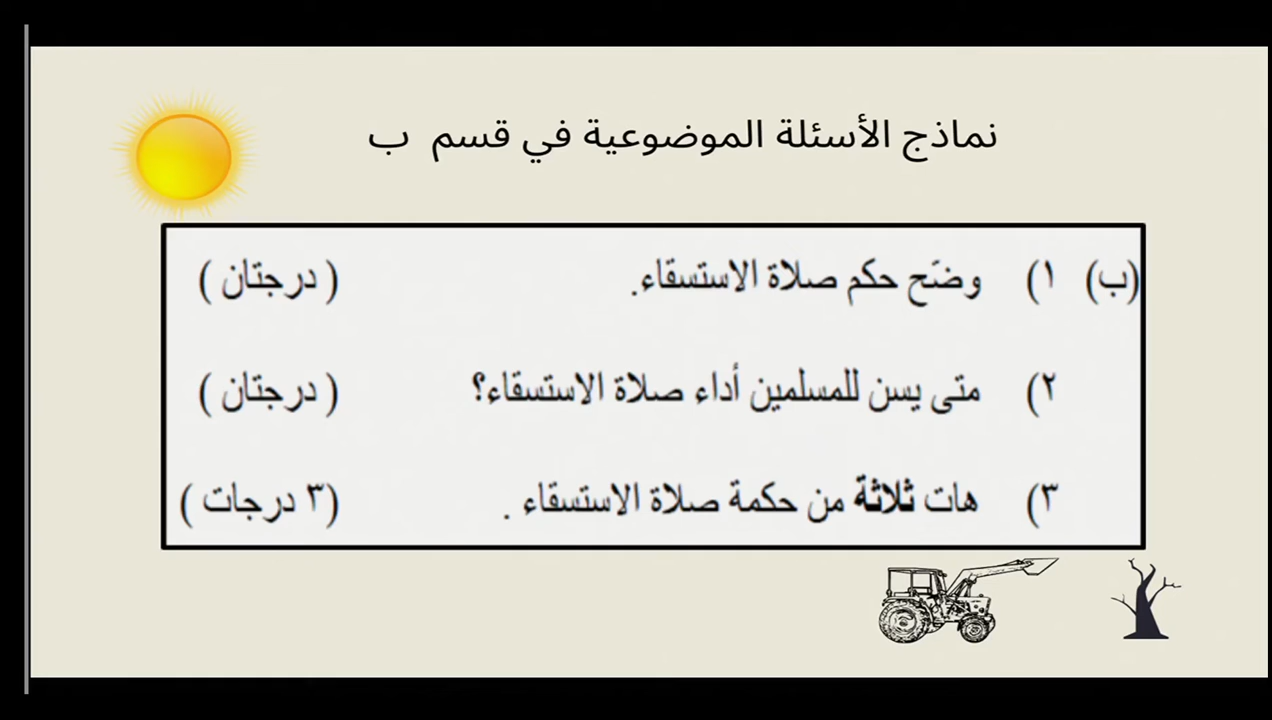 نماذج الأسئلة الموضوعية في قسم ب
(ب) ١) وضّح حكم صلاة الاستسقاء. ( درجتان )
٢) متى يسن للمسلمين أداء صلاة الاستسقاء؟ ( درجتان )
٣) هات ثلاثة من حكمة صلاة الاستسقاء . (٣ درجات )